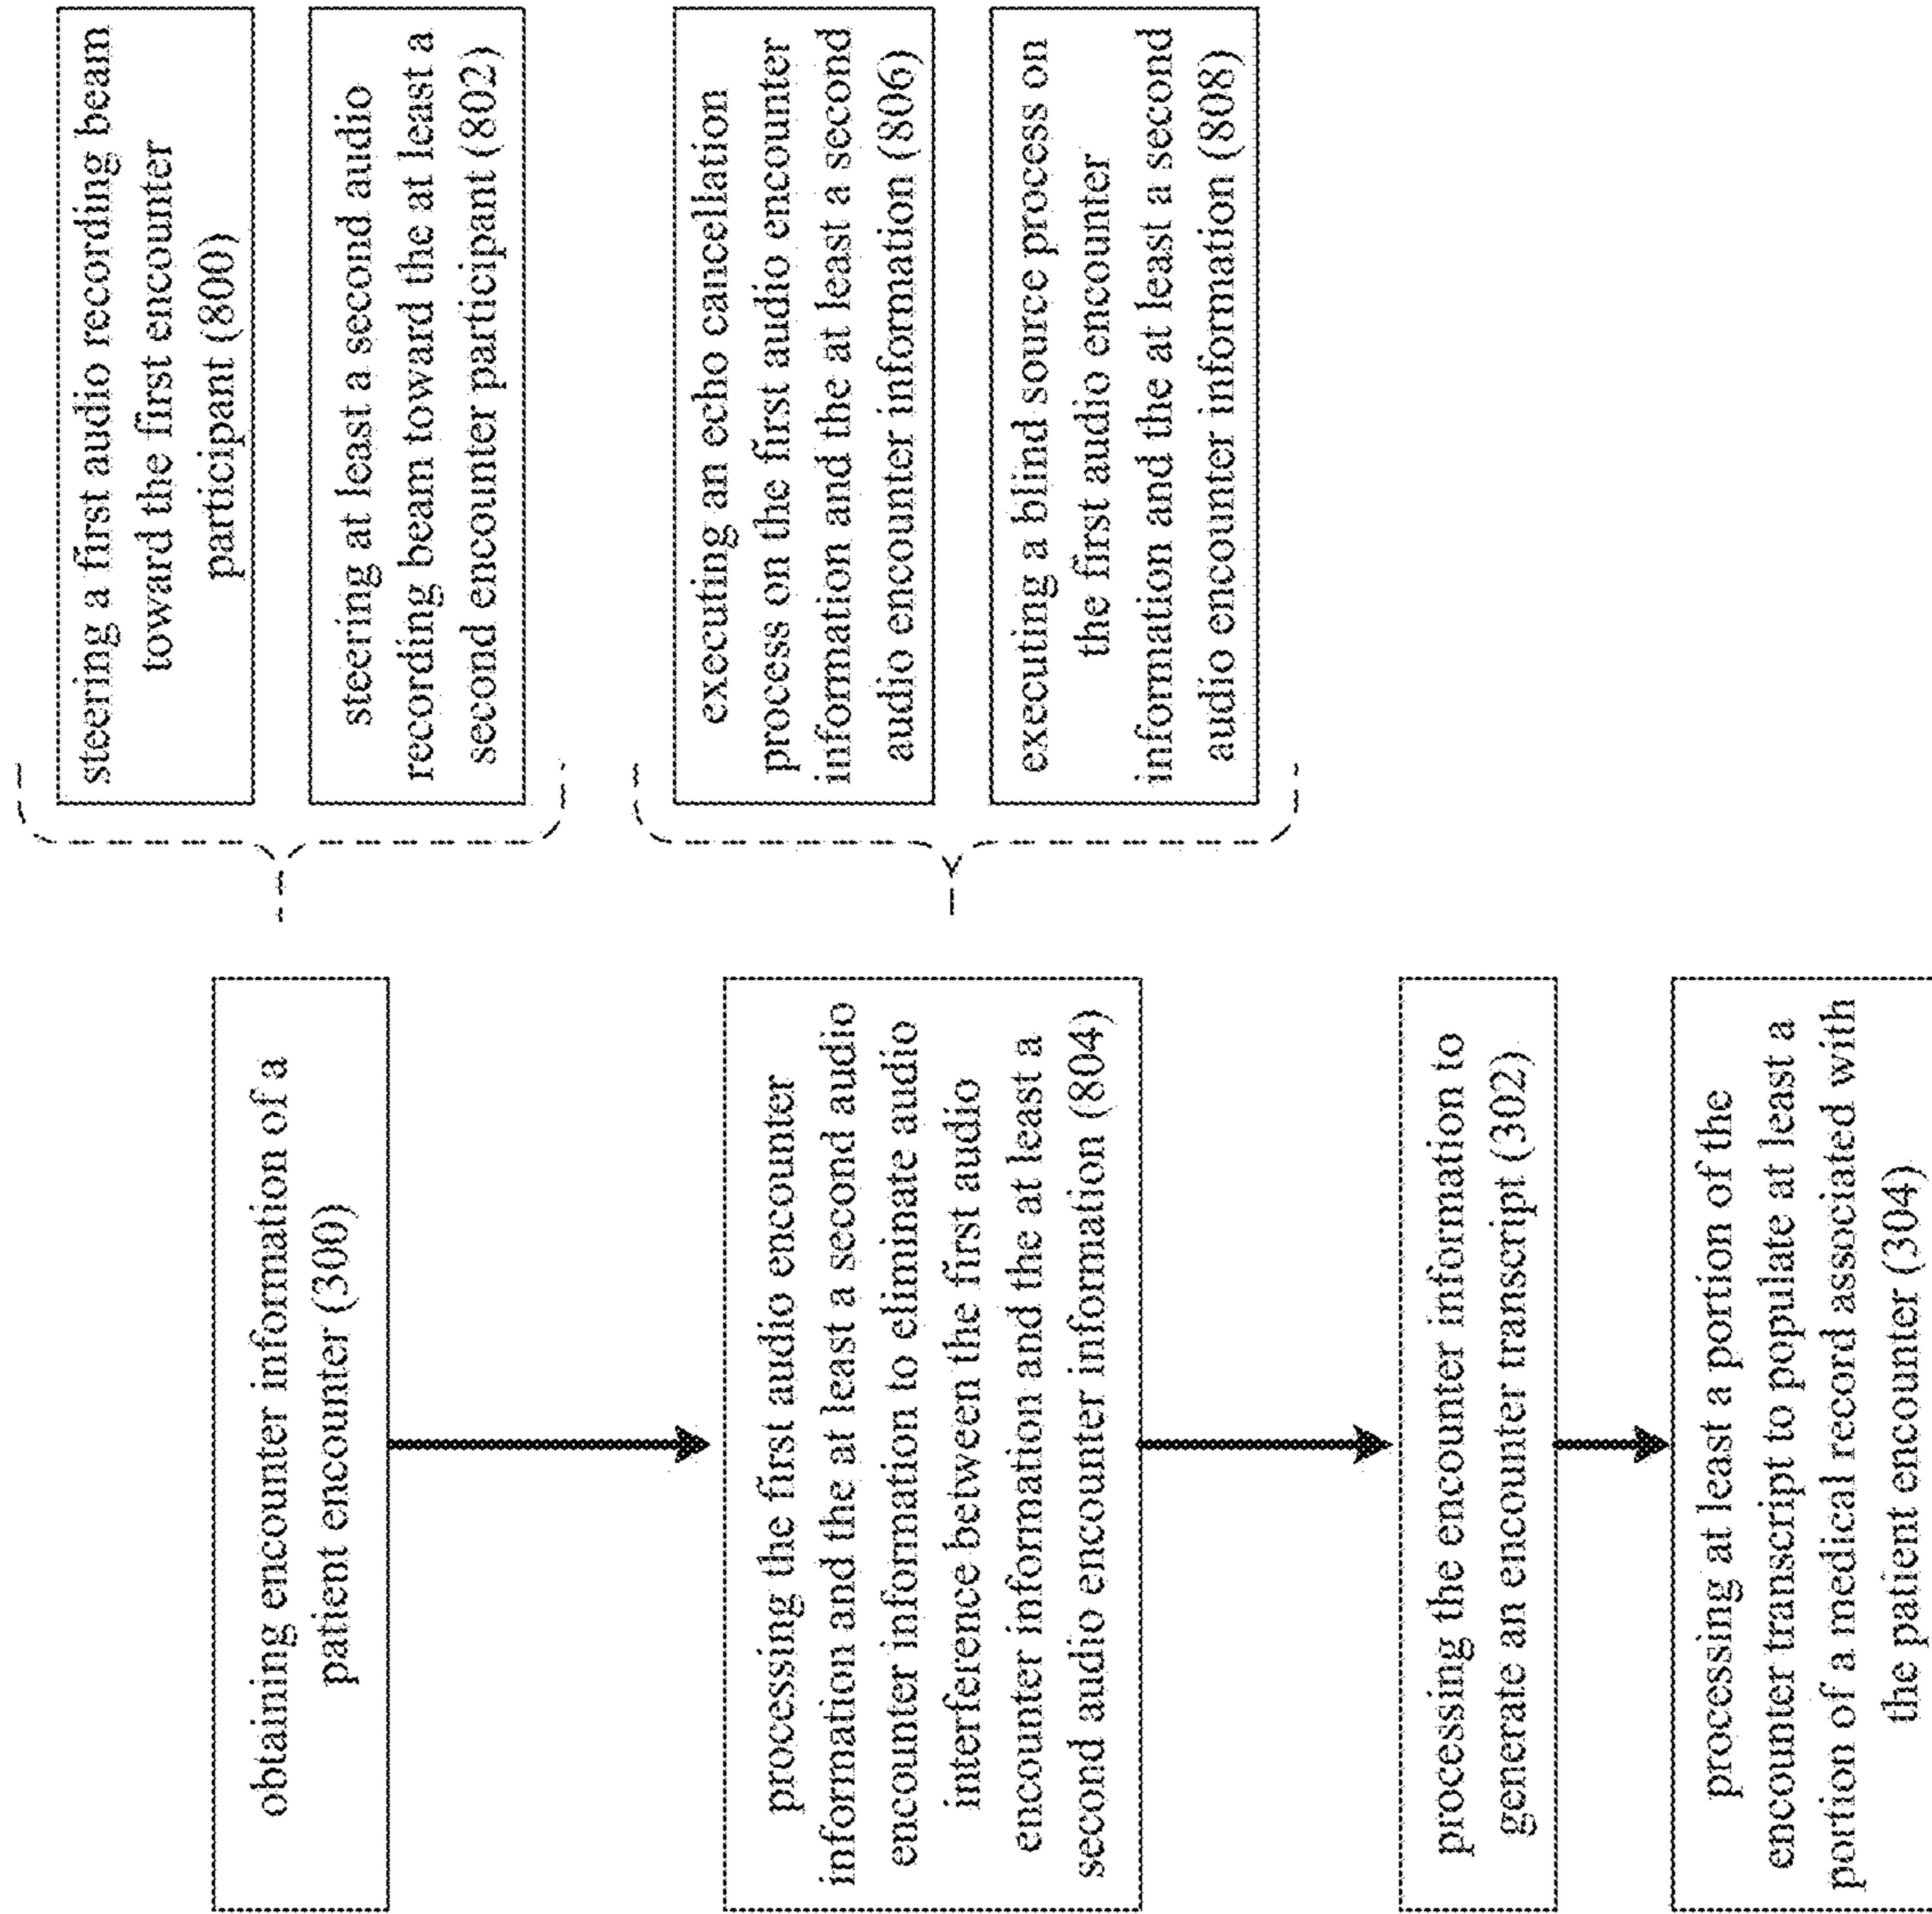 obtaining encounter information of a
patient encounter (300)
steering a first audio recording beam
toward the first encounter
participant (800)
steering at least a second audio
recording beam toward the at least a
second encounter participant (802)
processing the first audio encounter
information and the at least a second audio
encounter information to eliminate audio
interference between the first audio
encounter information and the at least a
second audio encounter information (804)
executing an echo cancellation
process on the first audio encounter
information and the at least a second
audio encounter information (806)
executing a blind source process on
the first audio encounter
information and the at least a second
audio encounter information (808)
processing the encounter information to
generate an encounter transcript (302)
processing at least a portion of the
encounter transcript to populate at least a
portion of a medical record associated with
the patient encounter (304)